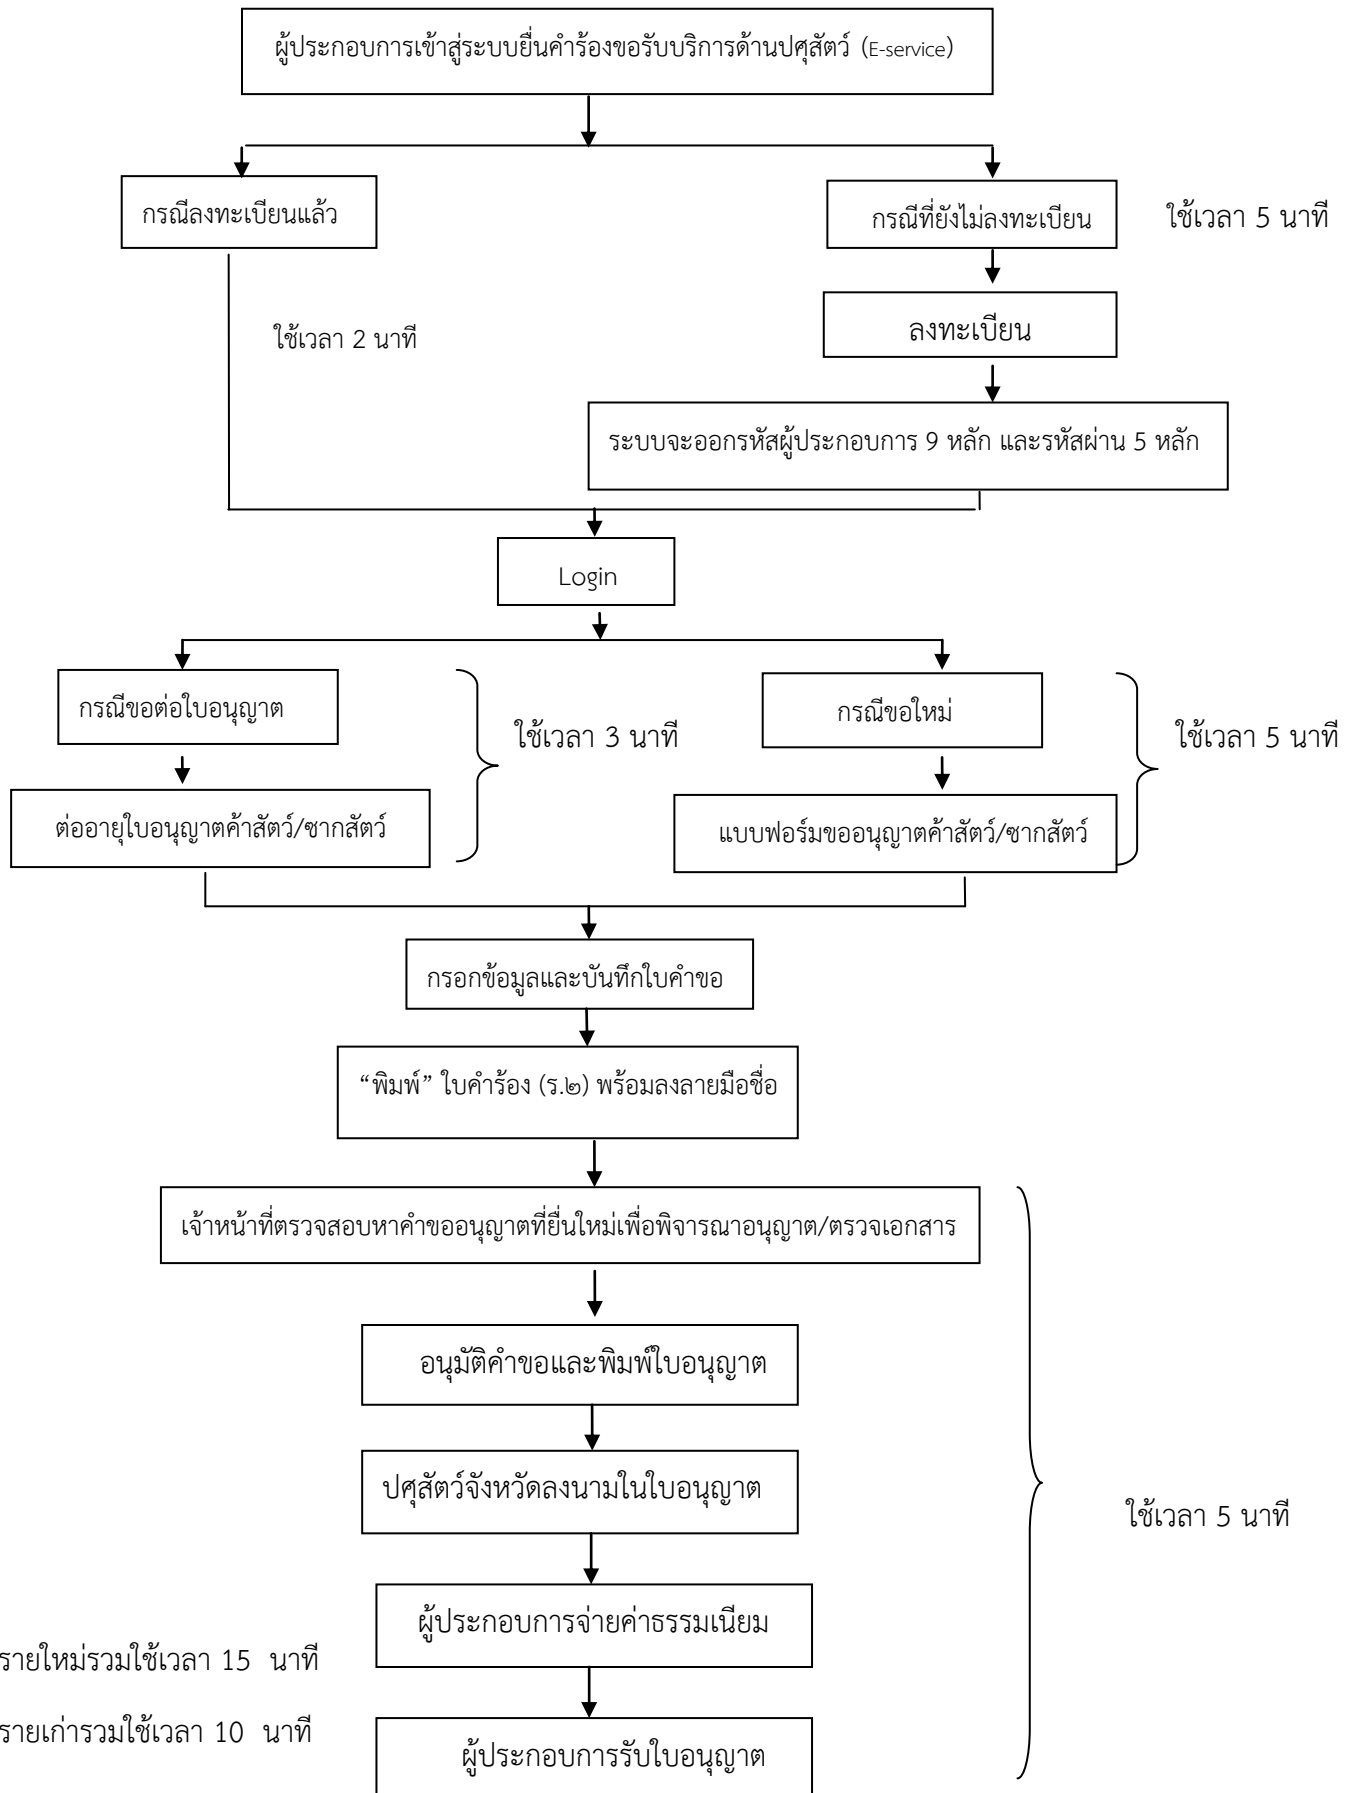 ผู้ประกอบการเข้าสู่ระบบยื่นคำร้องขอรับบริการด้านปศุสัตว์ (E-service)
กรณีลงทะเบียนแล้ว
กรณีที่ยังไม่ลงทะเบียน
ใช้เวลา 5 นาที
ใช้เวลา 2 นาที
ลงทะเบียน
ระบบจะออกรหัสผู้ประกอบการ 9 หลัก และรหัสผ่าน 5 หลัก
Login
กรณีขอต่อใบอนุญาต
ใช้เวลา 3 นาที
กรณีขอใหม่
ใช้เวลา 5 นาที
ต่ออายุใบอนุญาตค้าสัตว์/ซากสัตว์
แบบฟอร์มขออนุญาตค้าสัตว์/ซากสัตว์
กรอกข้อมูลและบันทึกใบคำขอ
“พิมพ์” ใบคำร้อง (ร.๒) พร้อมลงลายมือชื่อ
เจ้าหน้าที่ตรวจสอบหาคำขออนุญาตที่ยื่นใหม่เพื่อพิจารณาอนุญาต/ตรวจเอกสาร
อนุมัติคำขอและพิมพ์ใบอนุญาต
ปศุสัตว์จังหวัดลงนามในใบอนุญาต
ใช้เวลา 5 นาที
ผู้ประกอบการจ่ายค่าธรรมเนียม
รายใหม่รวมใช้เวลา 15 นาที
รายเก่ารวมใช้เวลา 10 นาที
ผู้ประกอบการรับใบอนุญาต